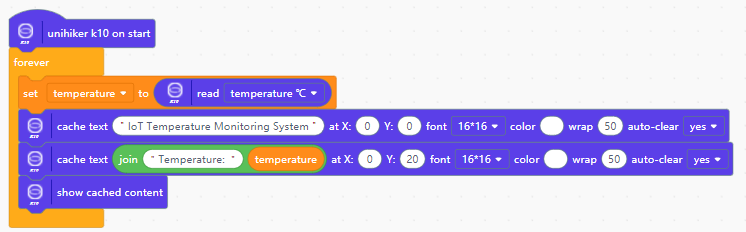 unihiker k10 on start
forever
set temperature to read temperature ℃
cache text " IoT Temperature Monitoring System " at X: 0 Y: 0 font 16*16 color wrap 50 auto-clear yes
cache text join " Temperature: " temperature at X: 0 Y: 20 font 16*16 color wrap 50 auto-clear yes
show cached content